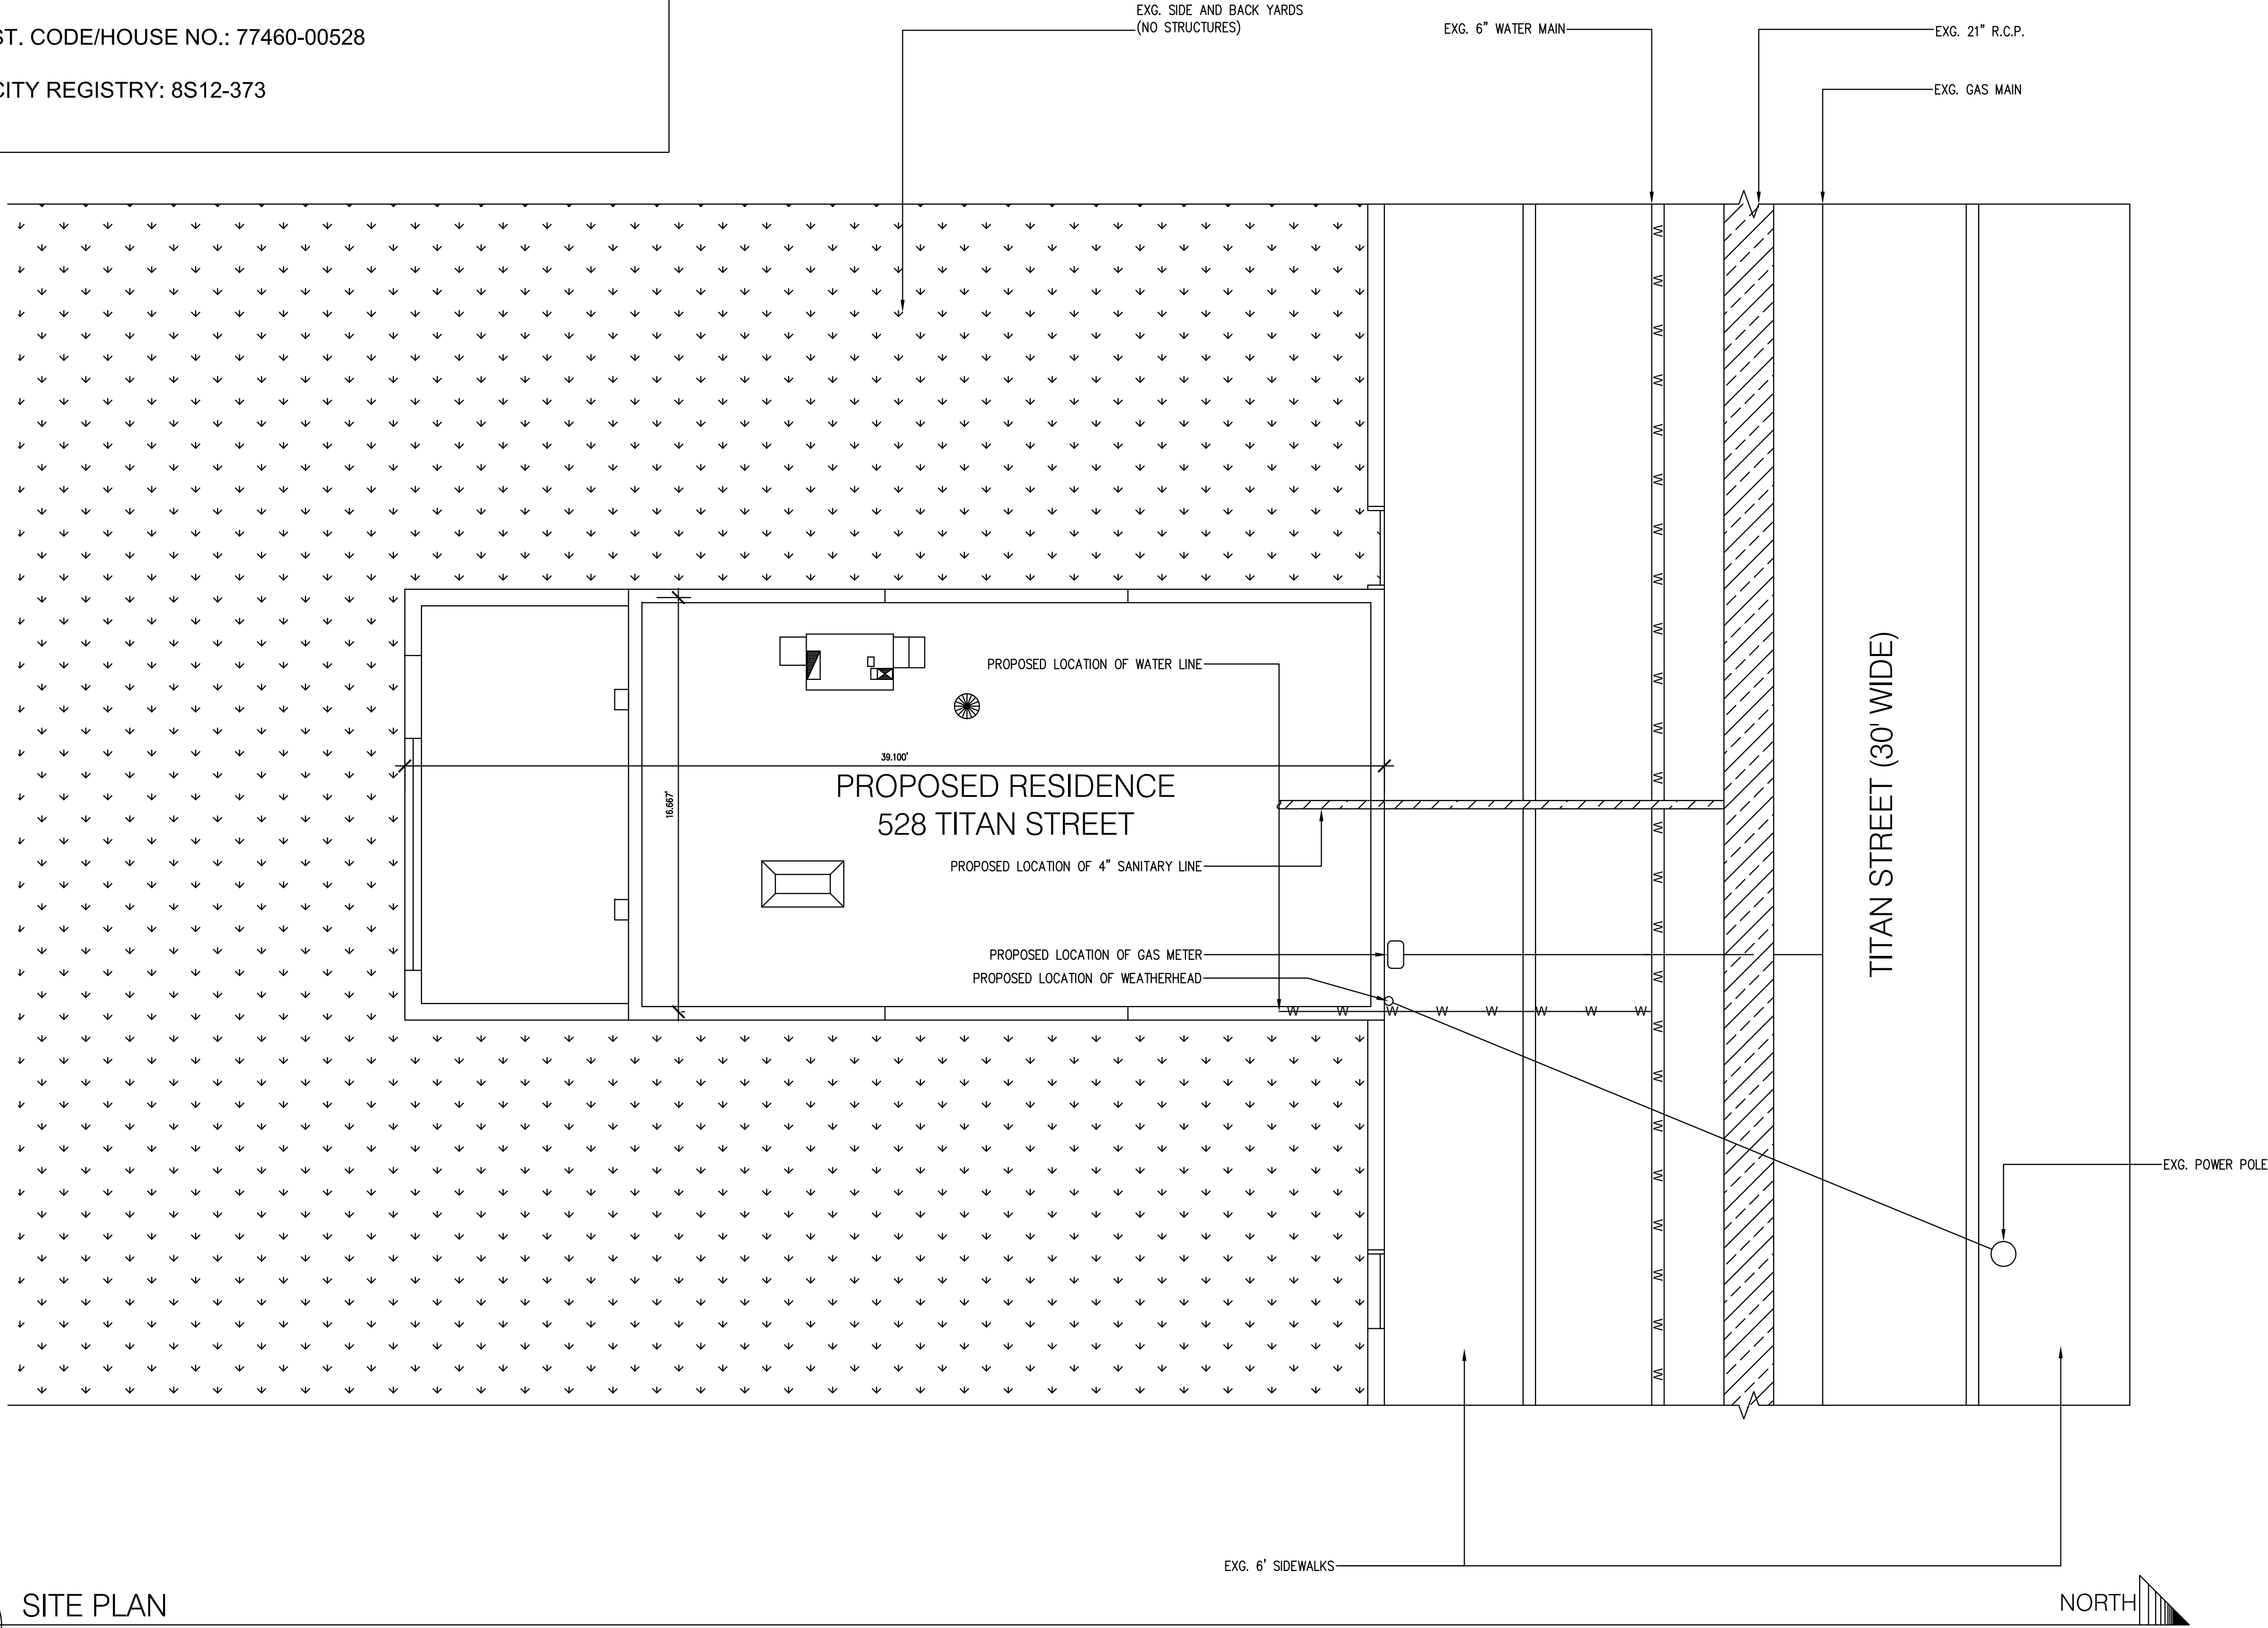 ST. CODE/HOUSE NO.: 77460-00528
CITY REGISTRY: 8S12-373
EXG. SIDE AND BACK YARDS
(NO STRUCTURES)
EXG. 6" WATER MAIN
EXG. 21" R.C.P.
EXG. GAS MAIN
PROPOSED LOCATION OF WATER LINE
39.100'
16.667'
PROPOSED RESIDENCE
528 TITAN STREET
PROPOSED LOCATION OF 4" SANITARY LINE
PROPOSED LOCATION OF GAS METER
PROPOSED LOCATION OF WEATHERHEAD
W W W W W W W W
TITAN STREET (30' WIDE)
EXG. POWER POLE
EXG. 6' SIDEWALKS
SITE PLAN
NORTH